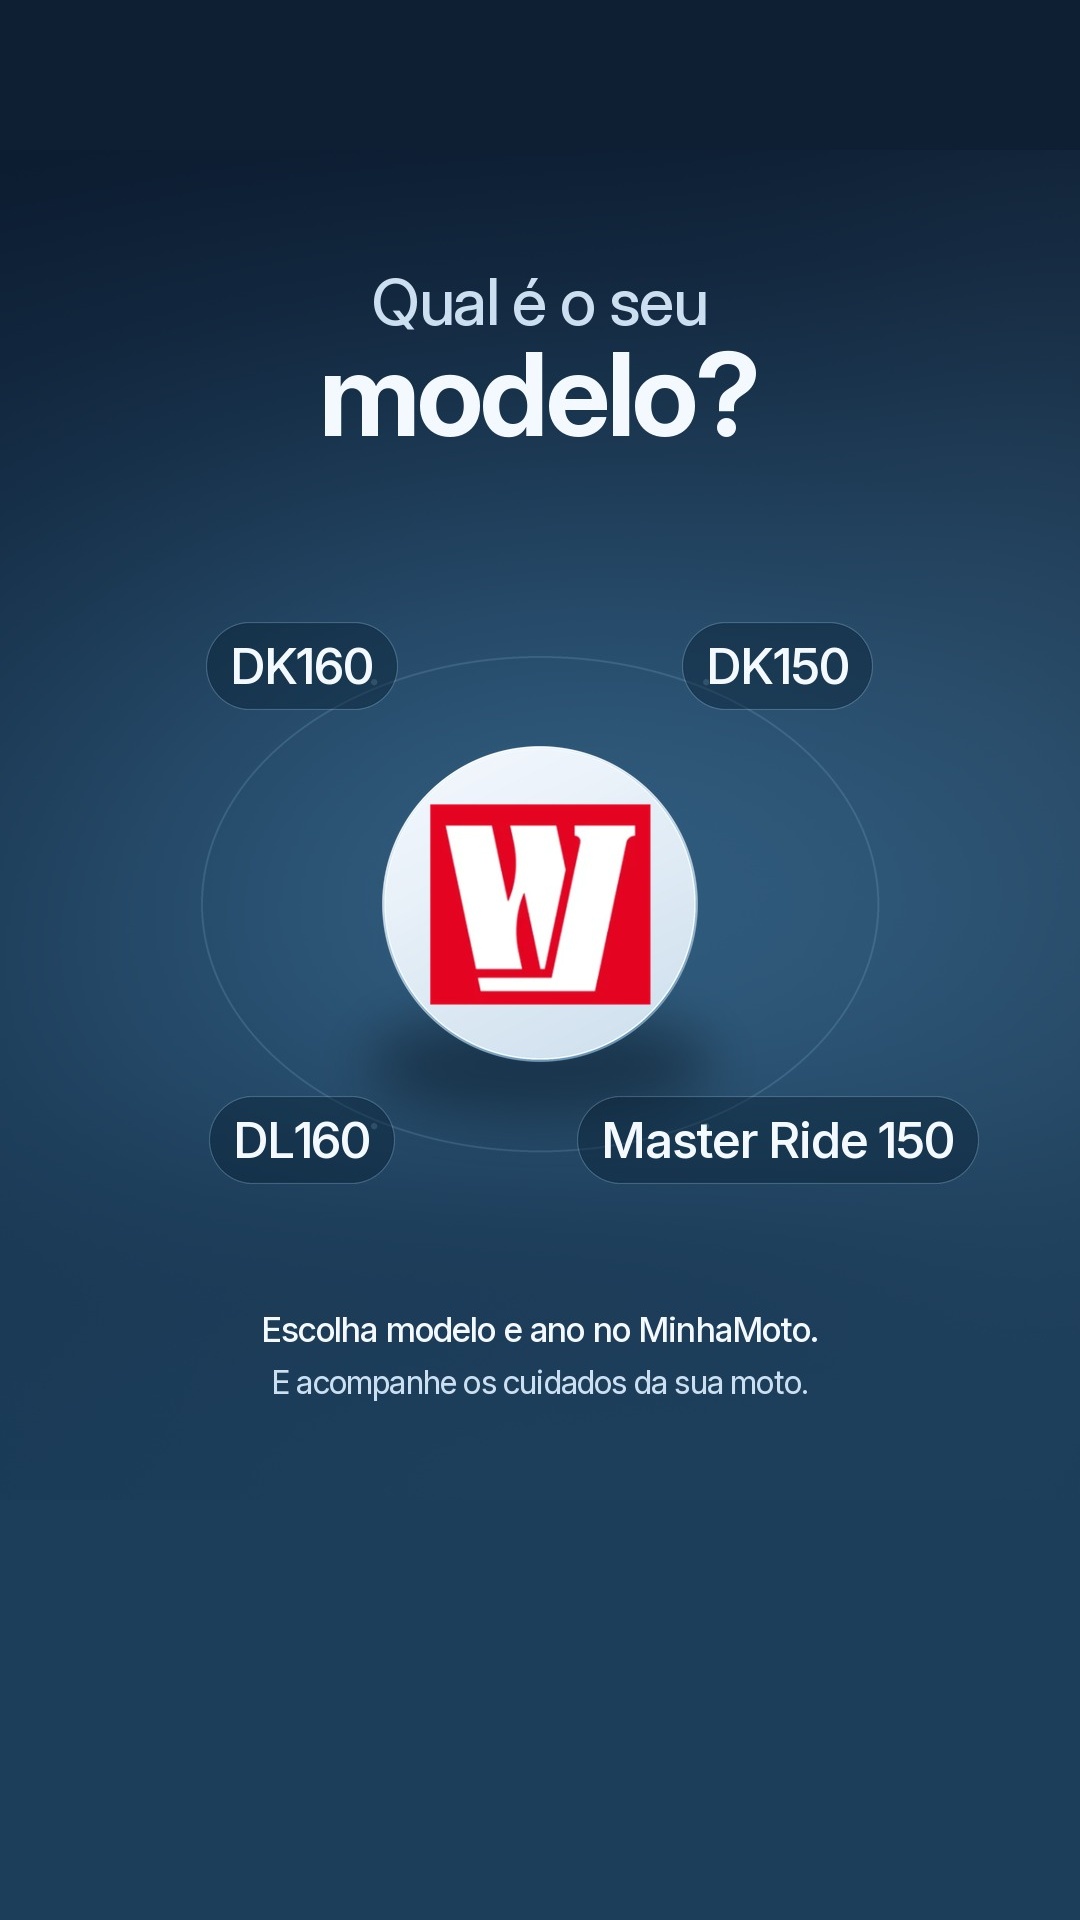 Qual é o seu
modelo?
DK160
DK150
DL160
Master Ride 150
Escolha modelo e ano no MinhaMoto.
E acompanhe os cuidados da sua moto.